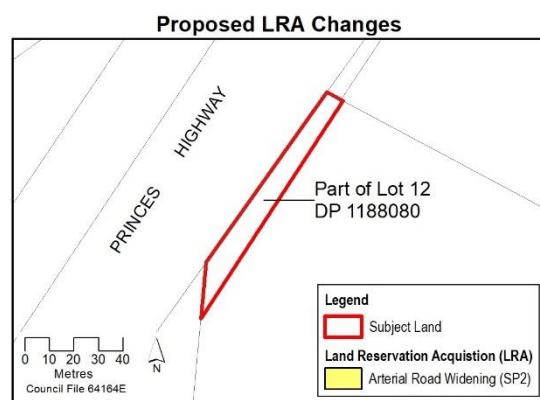 Proposed LRA Changes
PRINCES HIGHWAY
Part of Lot 12
DP 1188080
Legend
Subject Land
Land Reservation Acquistion (LRA)
Arterial Road Widening (SP2)
0 10 20 30 40
Metres
Council File 64164E
N